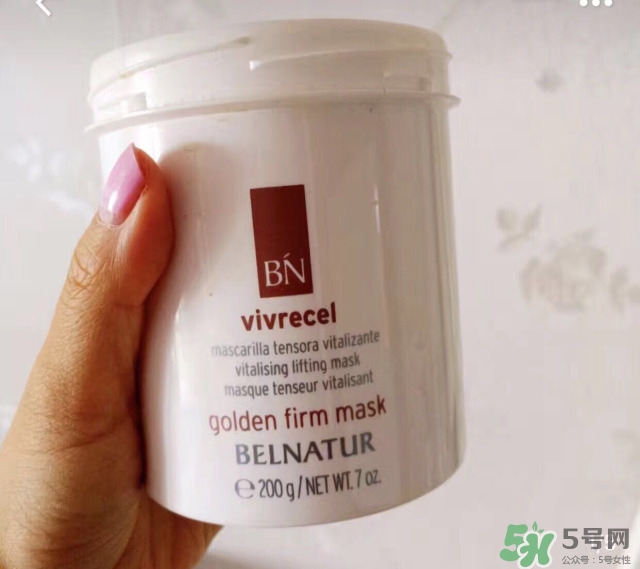 BŃ
vivrecel
mascarilla tensora vitalizante
vitalising lifting mask
masque tenseur vitalisant
golden firm mask
BELNATUR
℮ 200 g / NET WT. 7 oz.
5号网
公众号：5号女性